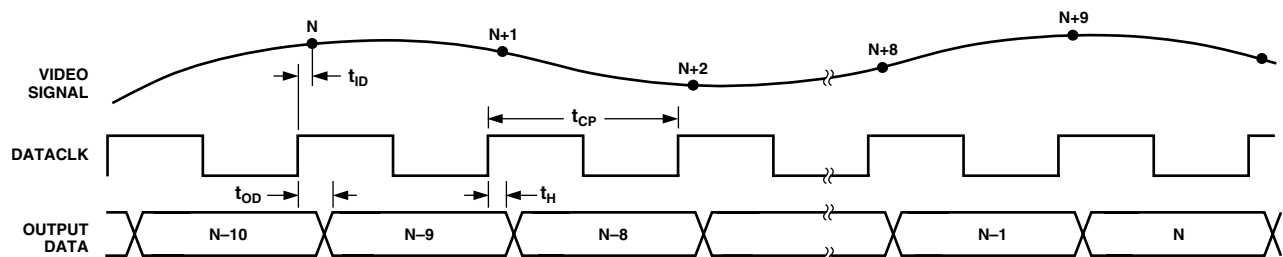 N
N+1
N+2
N+8
N+9
VIDEO
SIGNAL
tID
tCP
DATACLK
tOD
tH
OUTPUT
DATA
N–10
N–9
N–8
N–1
N